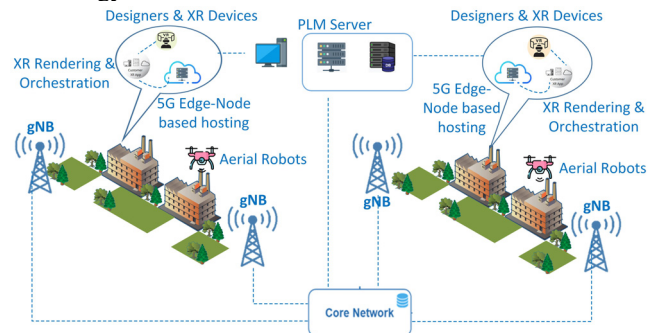 Designers & XR Devices
PLM Server
Designers & XR Devices
XR Rendering &
Orchestration
5G Edge-Node
based hosting
gNB
Aerial Robots
gNB
5G Edge-
Node based
hosting
XR Rendering &
Orchestration
gNB
Aerial Robots
gNB
Core Network